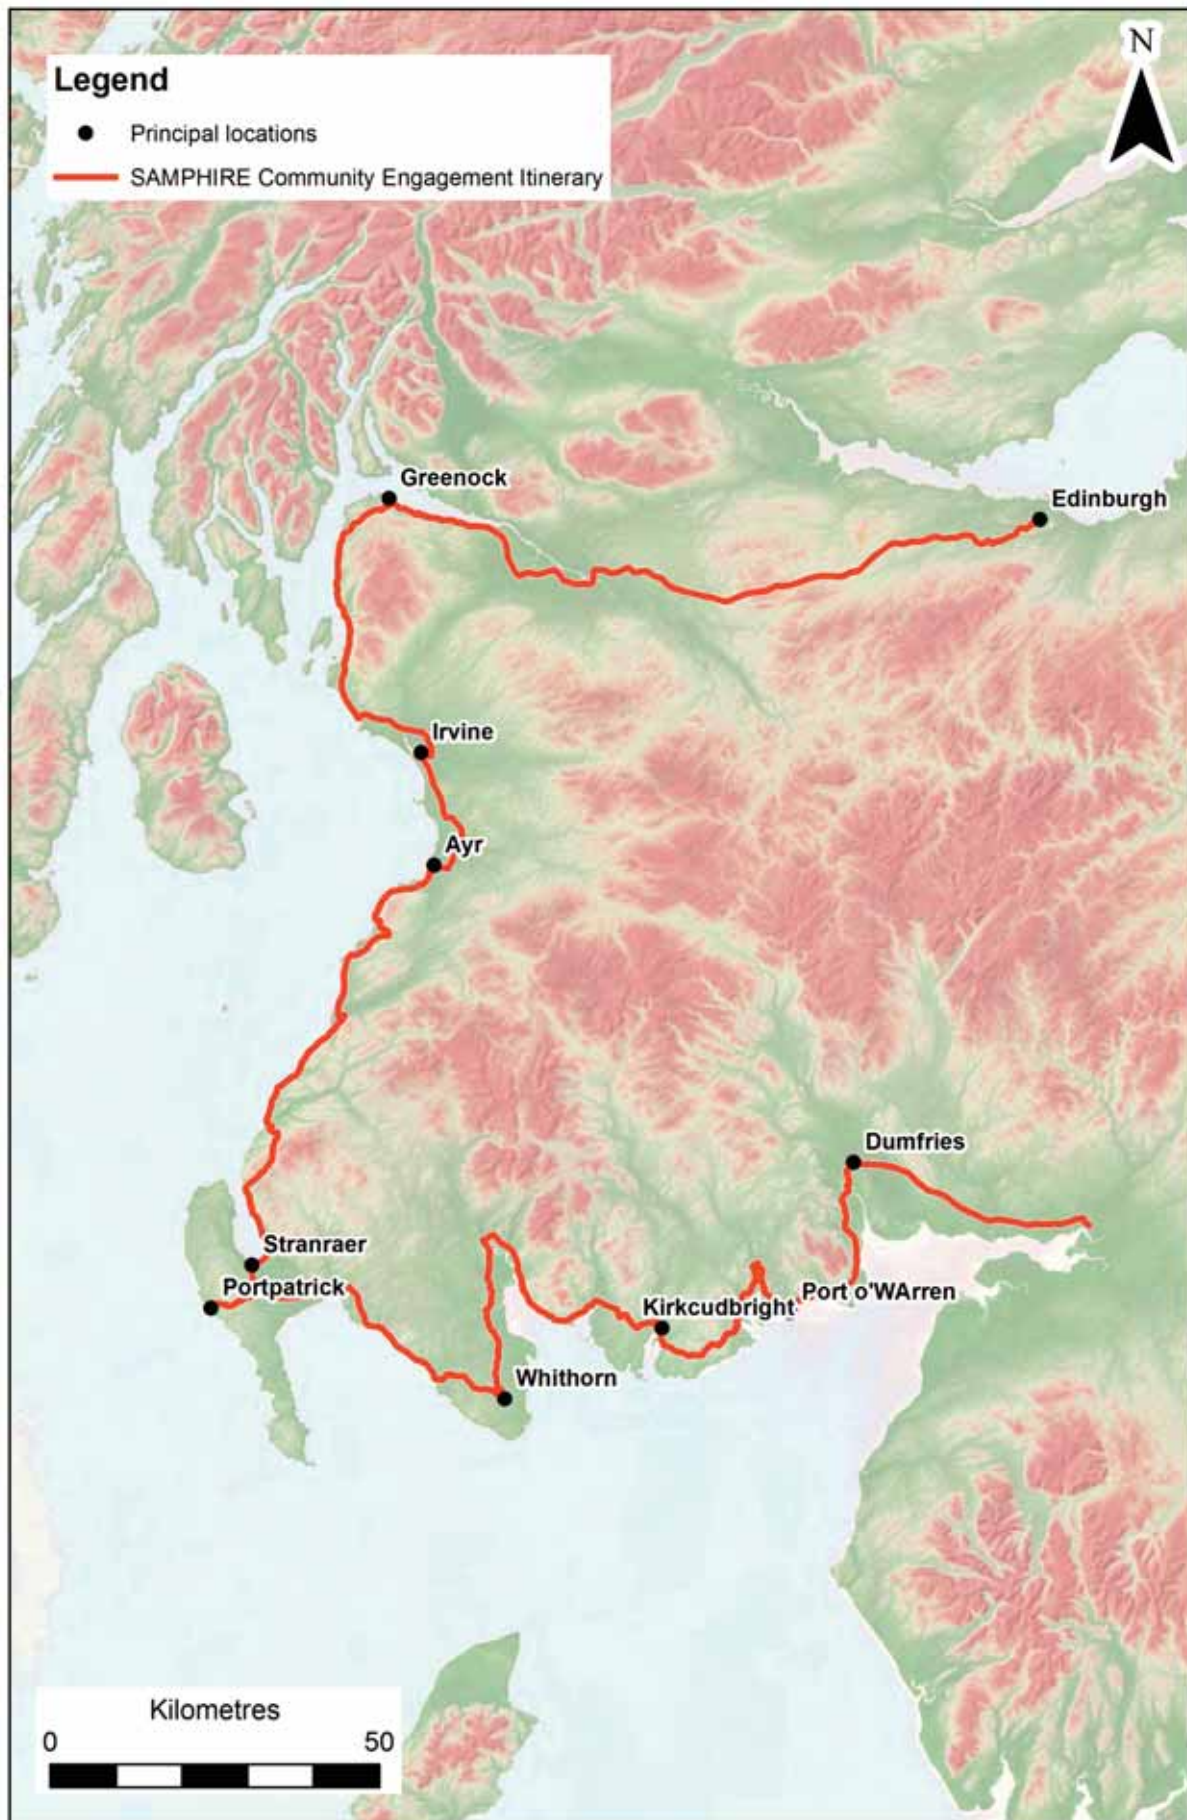 N
Legend
Principal locations
SAMPHIRE Community Engagement Itinerary
Greenock
Edinburgh
Irvine
Ayr
Dumfries
Stranraer
Portpatrick
Port o'WArren
Kirkcudbright
Whithorn
Kilometres
0 50